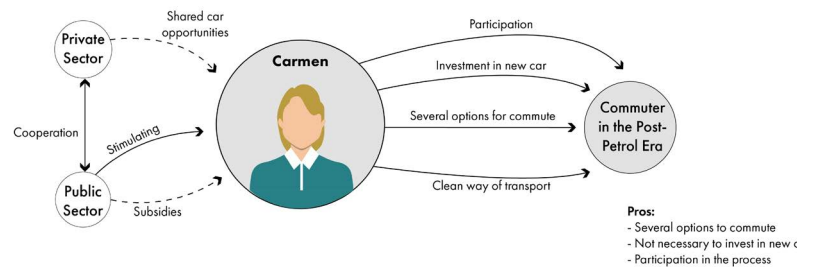 Shared car
opportunities
Private
Sector
Cooperation
Stimulating
Public
Sector
Subsidies
Carmen
Participation
Investment in new car
Several options for commute
Clean way of transport
Commuter
in the Post-
Petrol Era
Pros:
- Several options to commute
- Not necessary to invest in new c
- Participation in the process